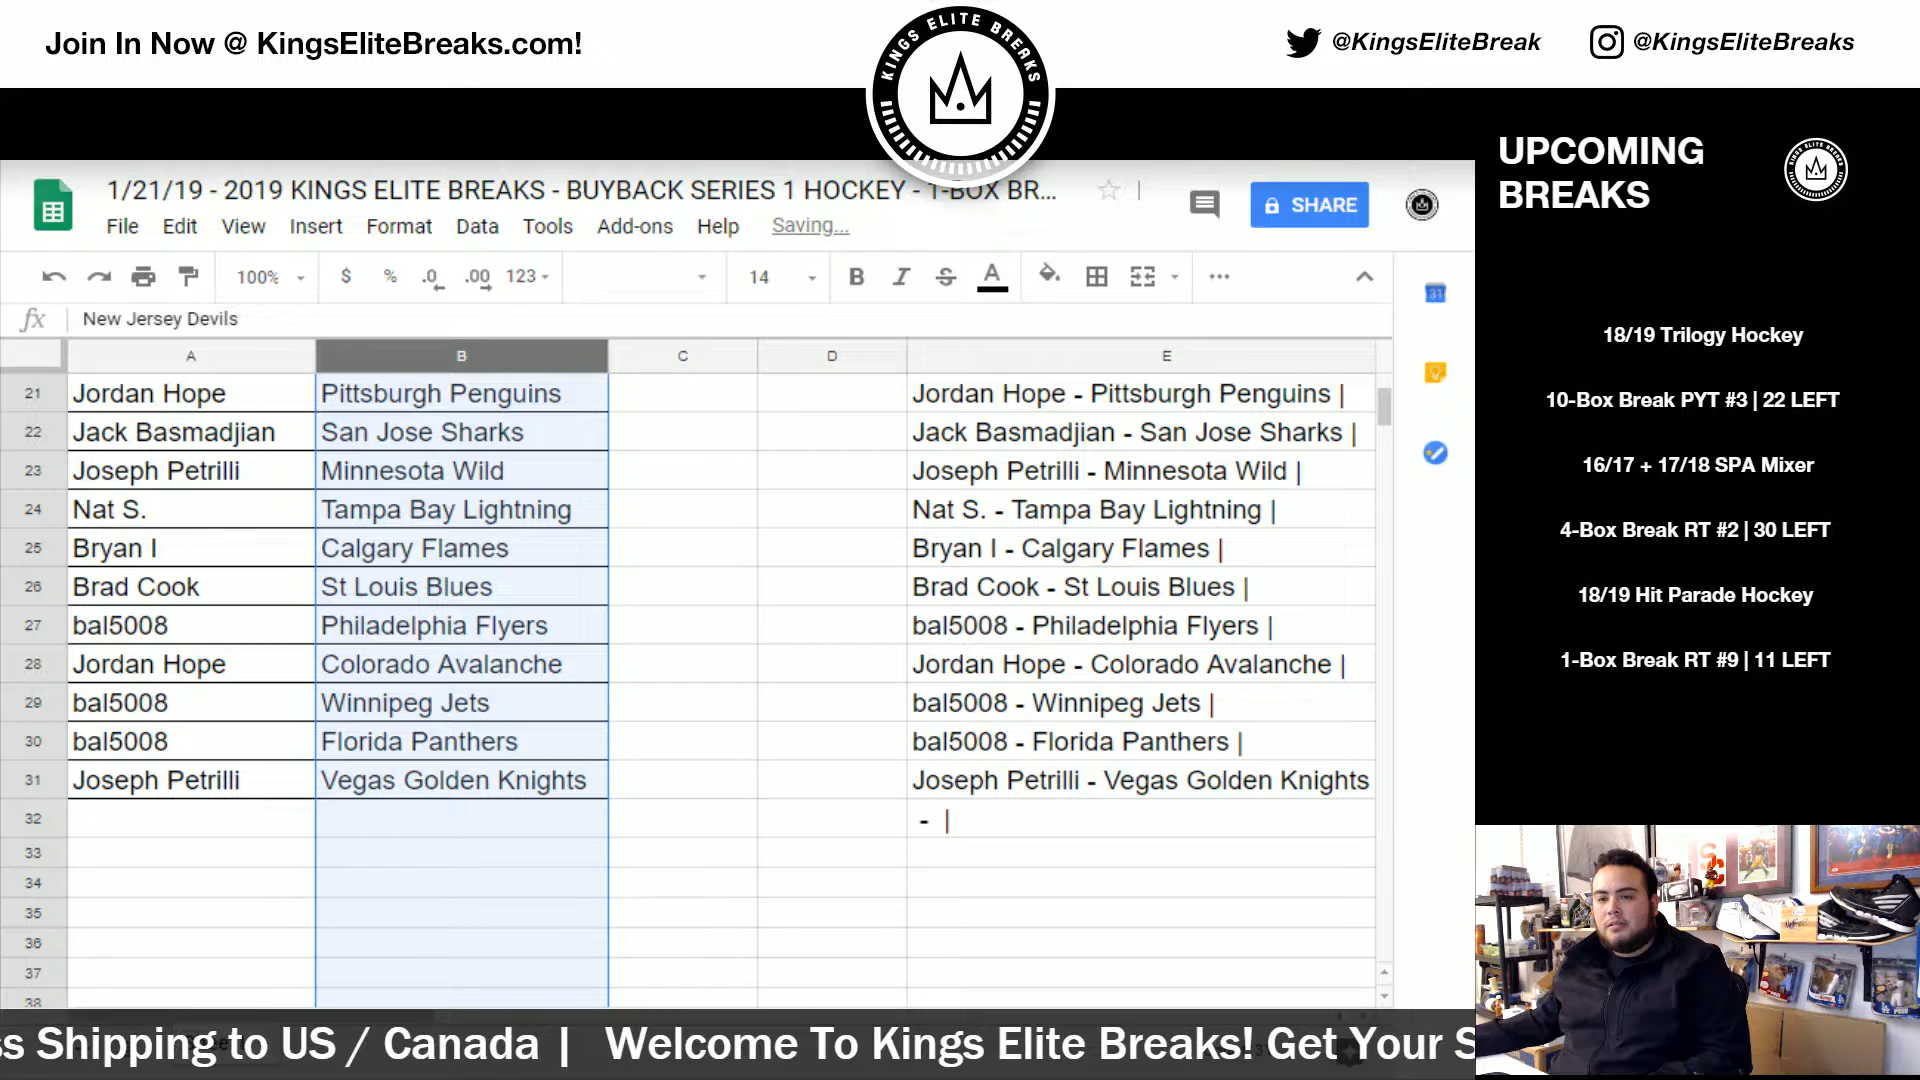 Join In Now @ KingsEliteBreaks.com!
KINGS ELITE BREAKS
@KingsEliteBreak
@KingsEliteBreaks
UPCOMING
BREAKS
18/19 Trilogy Hockey
10-Box Break PYT #3 | 22 LEFT
16/17 + 17/18 SPA Mixer
4-Box Break RT #2 | 30 LEFT
18/19 Hit Parade Hockey
1-Box Break RT #9 | 11 LEFT
1/21/19 - 2019 KINGS ELITE BREAKS - BUYBACK SERIES 1 HOCKEY - 1-BOX BR...
File Edit View Insert Format Data Tools Add-ons Help Saving...
SHARE
100% $ % .0 .00 123 14 B I S A ...
31
fx New Jersey Devils
A B C D E
21 Jordan Hope Pittsburgh Penguins Jordan Hope - Pittsburgh Penguins |
22 Jack Basmadjian San Jose Sharks Jack Basmadjian - San Jose Sharks |
23 Joseph Petrilli Minnesota Wild Joseph Petrilli - Minnesota Wild |
24 Nat S. Tampa Bay Lightning Nat S. - Tampa Bay Lightning |
25 Bryan I Calgary Flames Bryan I - Calgary Flames |
26 Brad Cook St Louis Blues Brad Cook - St Louis Blues |
27 bal5008 Philadelphia Flyers bal5008 - Philadelphia Flyers |
28 Jordan Hope Colorado Avalanche Jordan Hope - Colorado Avalanche |
29 bal5008 Winnipeg Jets bal5008 - Winnipeg Jets |
30 bal5008 Florida Panthers bal5008 - Florida Panthers |
31 Joseph Petrilli Vegas Golden Knights Joseph Petrilli - Vegas Golden Knights
32 - |
33
34
35
36
37
38
s Shipping to US / Canada | Welcome To Kings Elite Breaks! Get Your S